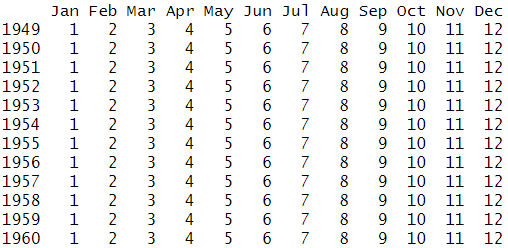 Jan Feb Mar Apr May Jun Jul Aug Sep Oct Nov Dec
1949 1 2 3 4 5 6 7 8 9 10 11 12
1950 1 2 3 4 5 6 7 8 9 10 11 12
1951 1 2 3 4 5 6 7 8 9 10 11 12
1952 1 2 3 4 5 6 7 8 9 10 11 12
1953 1 2 3 4 5 6 7 8 9 10 11 12
1954 1 2 3 4 5 6 7 8 9 10 11 12
1955 1 2 3 4 5 6 7 8 9 10 11 12
1956 1 2 3 4 5 6 7 8 9 10 11 12
1957 1 2 3 4 5 6 7 8 9 10 11 12
1958 1 2 3 4 5 6 7 8 9 10 11 12
1959 1 2 3 4 5 6 7 8 9 10 11 12
1960 1 2 3 4 5 6 7 8 9 10 11 12